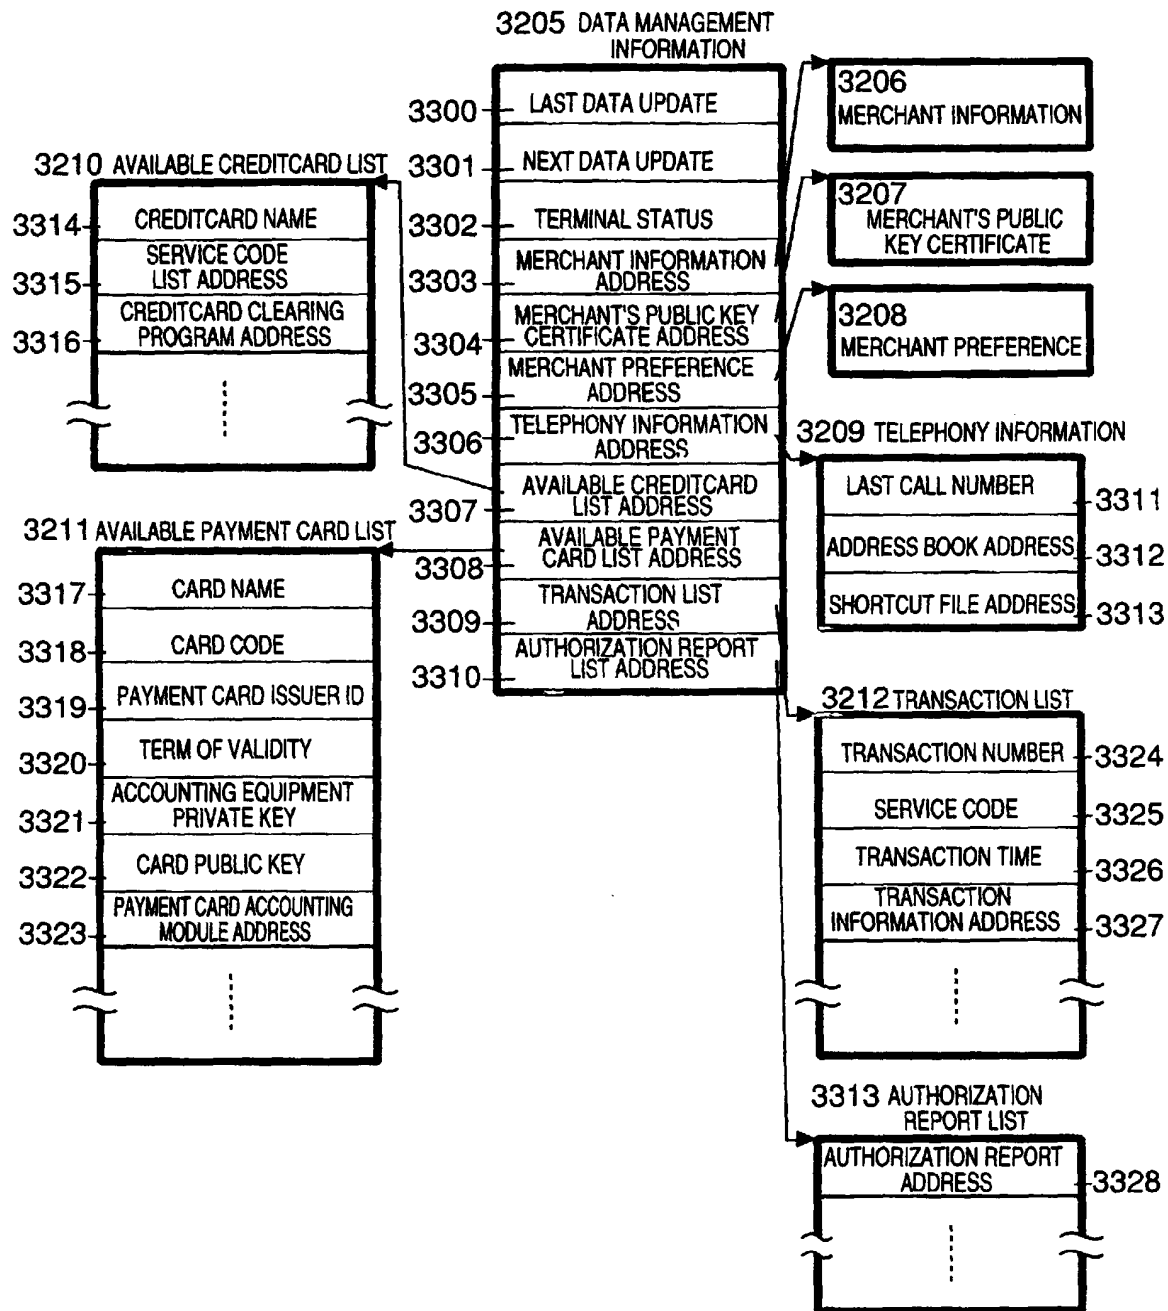 3205 DATA MANAGEMENT
INFORMATION
3300 LAST DATA UPDATE
3301 NEXT DATA UPDATE
3302 TERMINAL STATUS
3303 MERCHANT INFORMATION
ADDRESS
3304 MERCHANT'S PUBLIC KEY
CERTIFICATE ADDRESS
3305 MERCHANT PREFERENCE
ADDRESS
3306 TELEPHONY INFORMATION
ADDRESS
3307 AVAILABLE CREDITCARD
LIST ADDRESS
3308 AVAILABLE PAYMENT
CARD LIST ADDRESS
3309 TRANSACTION LIST
ADDRESS
3310 AUTHORIZATION REPORT
LIST ADDRESS
3210 AVAILABLE CREDITCARD LIST
3314 CREDITCARD NAME
3315 SERVICE CODE
LIST ADDRESS
3316 CREDITCARD CLEARING
PROGRAM ADDRESS
3211 AVAILABLE PAYMENT CARD LIST
3317 CARD NAME
3318 CARD CODE
3319 PAYMENT CARD ISSUER ID
3320 TERM OF VALIDITY
3321 ACCOUNTING EQUIPMENT
PRIVATE KEY
3322 CARD PUBLIC KEY
3323 PAYMENT CARD ACCOUNTING
MODULE ADDRESS
3206
MERCHANT INFORMATION
3207
MERCHANT'S PUBLIC
KEY CERTIFICATE
3208
MERCHANT PREFERENCE
3209 TELEPHONY INFORMATION
LAST CALL NUMBER 3311
ADDRESS BOOK ADDRESS 3312
SHORTCUT FILE ADDRESS 3313
3212 TRANSACTION LIST
TRANSACTION NUMBER 3324
SERVICE CODE 3325
TRANSACTION TIME 3326
TRANSACTION
INFORMATION ADDRESS 3327
3313 AUTHORIZATION
REPORT LIST
AUTHORIZATION REPORT
ADDRESS 3328